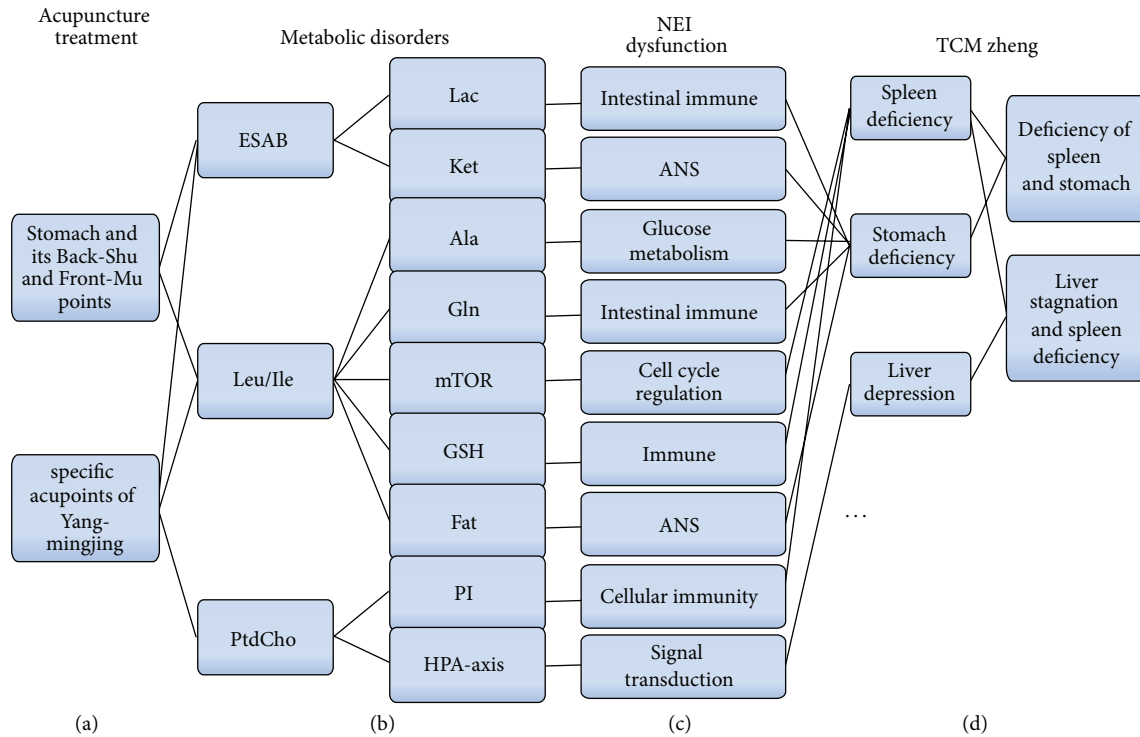 Acupuncture
treatment
Metabolic disorders
NEI
dysfunction
TCM zheng
Stomach and
its Back-Shu
and Front-Mu
points
specific
acupoints of
Yang-
mingjing
ESAB
Leu/Ile
PtdCho
Lac
Ket
Ala
Gln
mTOR
GSH
Fat
PI
HPA-axis
Intestinal immune
ANS
Glucose
metabolism
Intestinal immune
Cell cycle
regulation
Immune
ANS
Cellular immunity
Signal
transduction
Spleen
deficiency
Stomach
deficiency
Liver
depression
...
Deficiency of
spleen
and stomach
Liver
stagnation
and spleen
deficiency
(a)
(b)
(c)
(d)